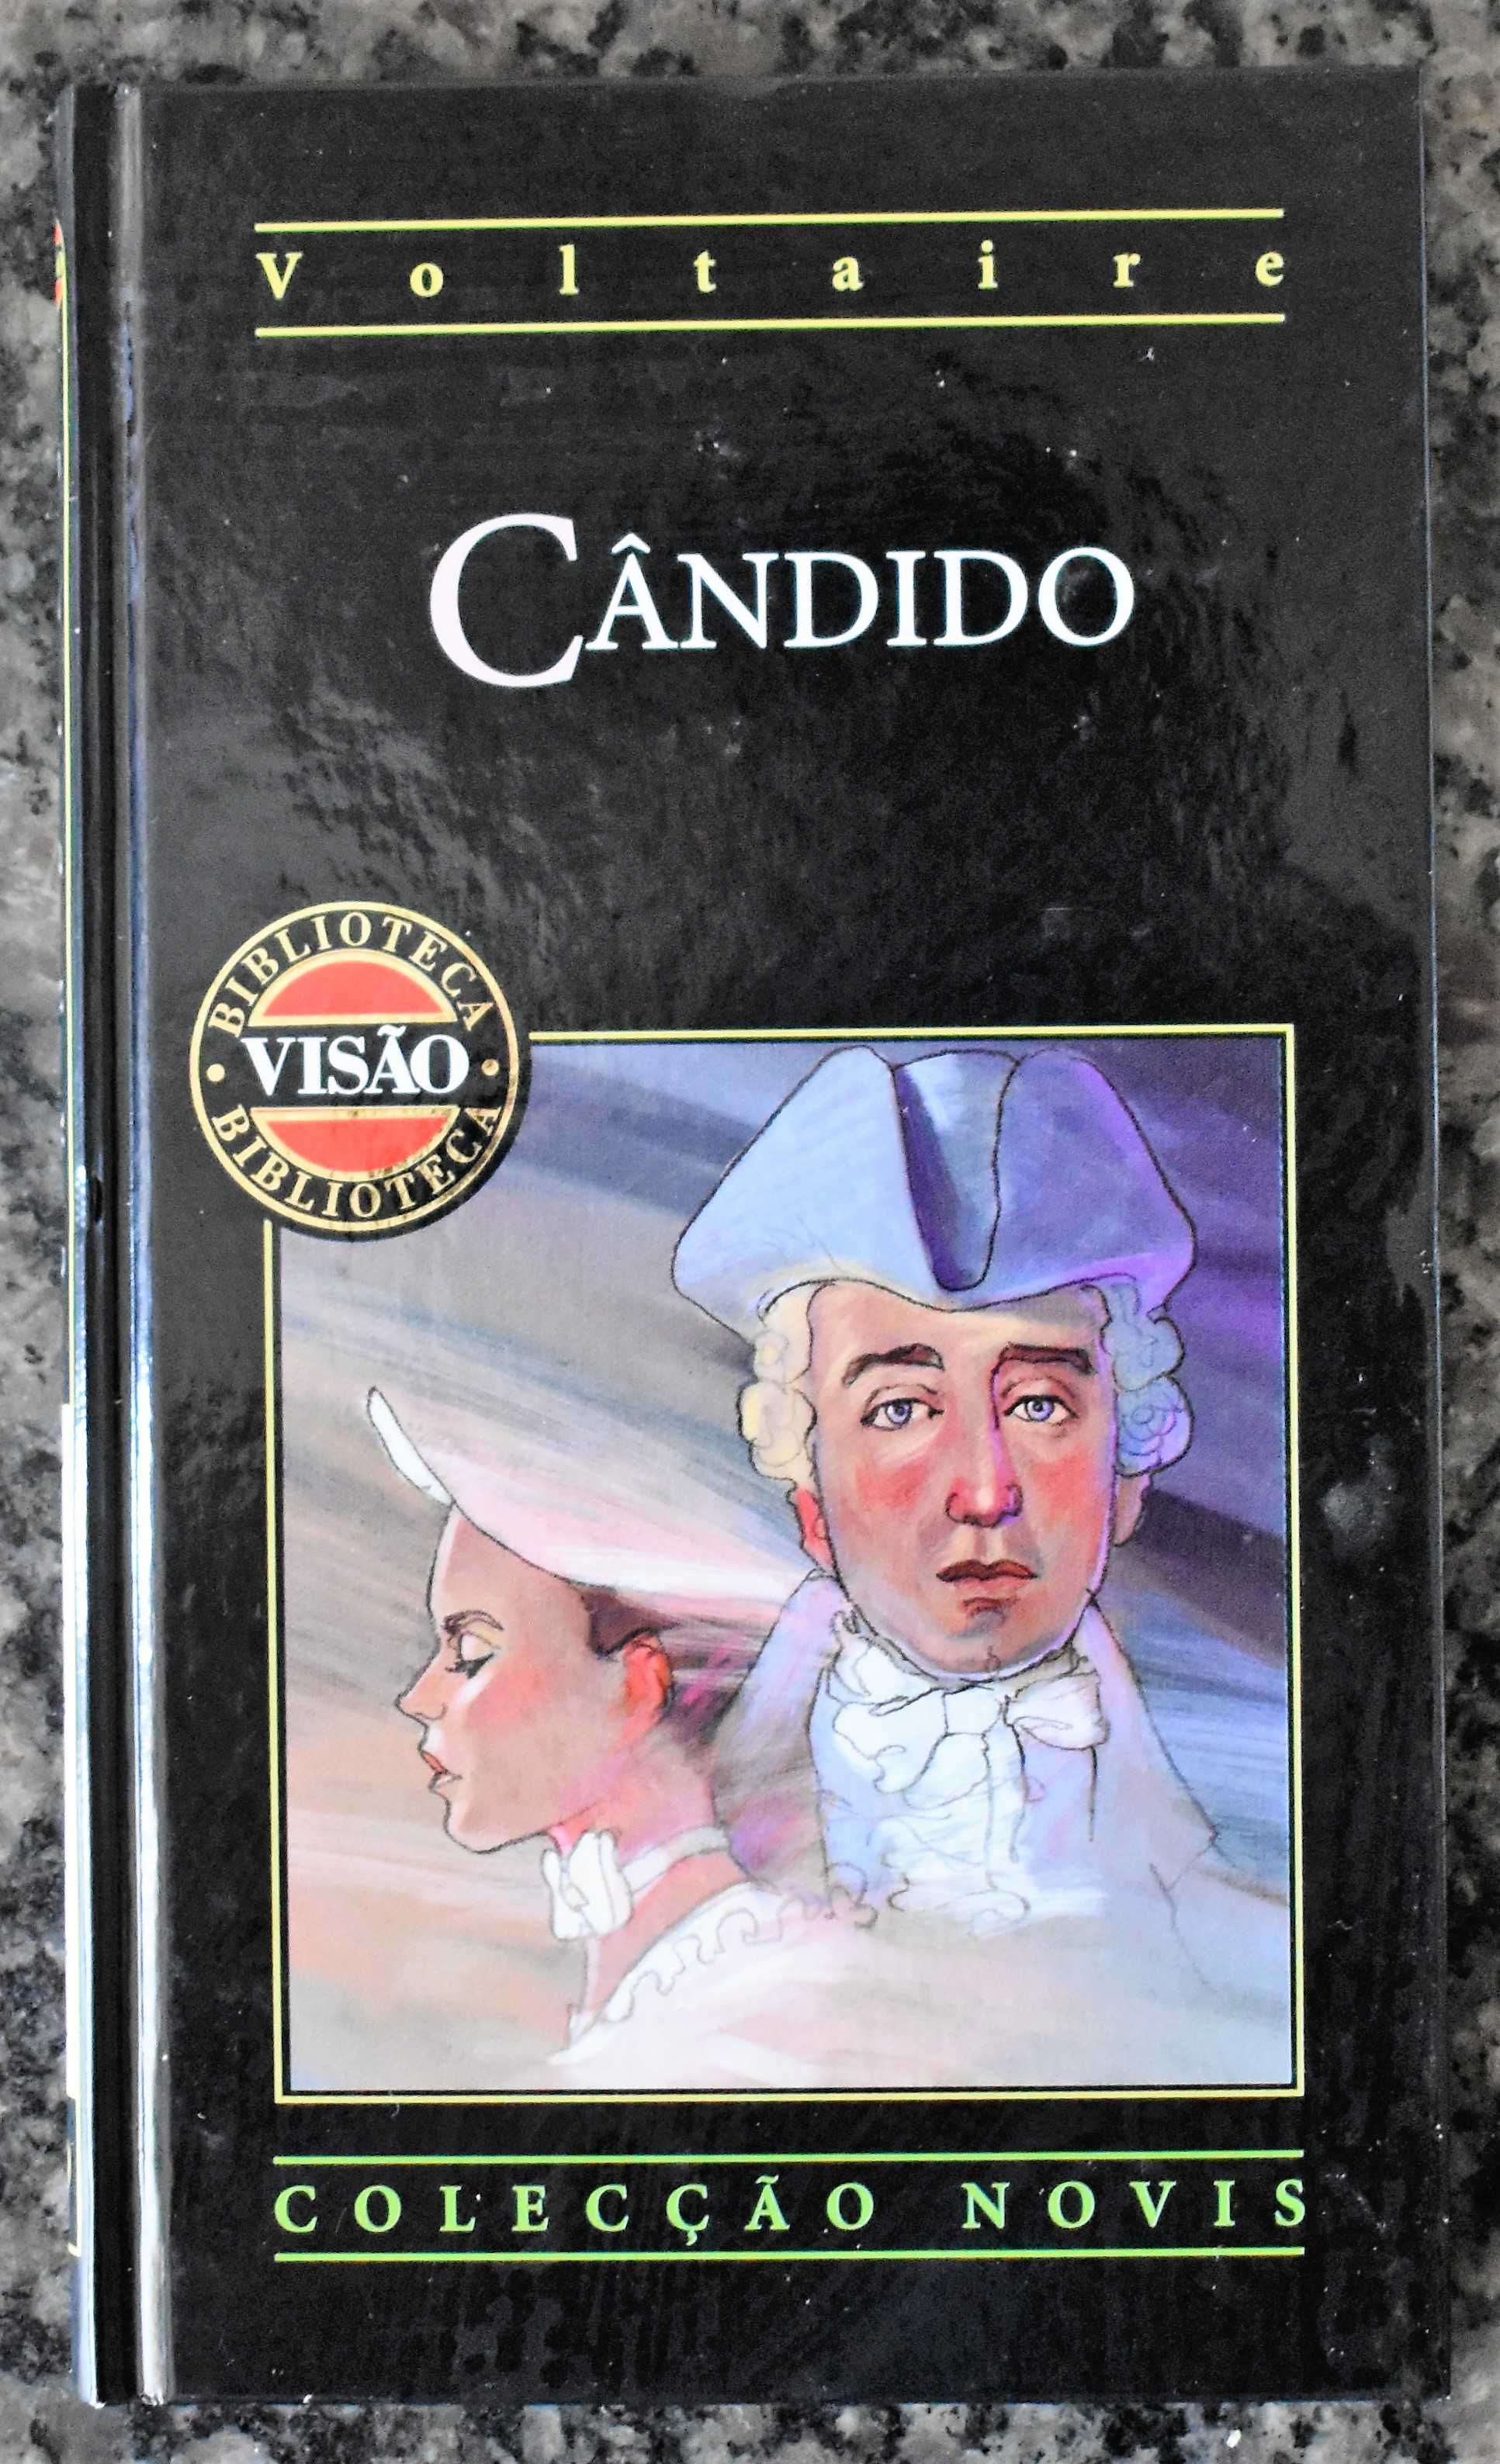 Voltaire
CÂNDIDO
BIBLIOTECA
VISÃO
BIBLIOTECA
COLECÇÃO NOVIS